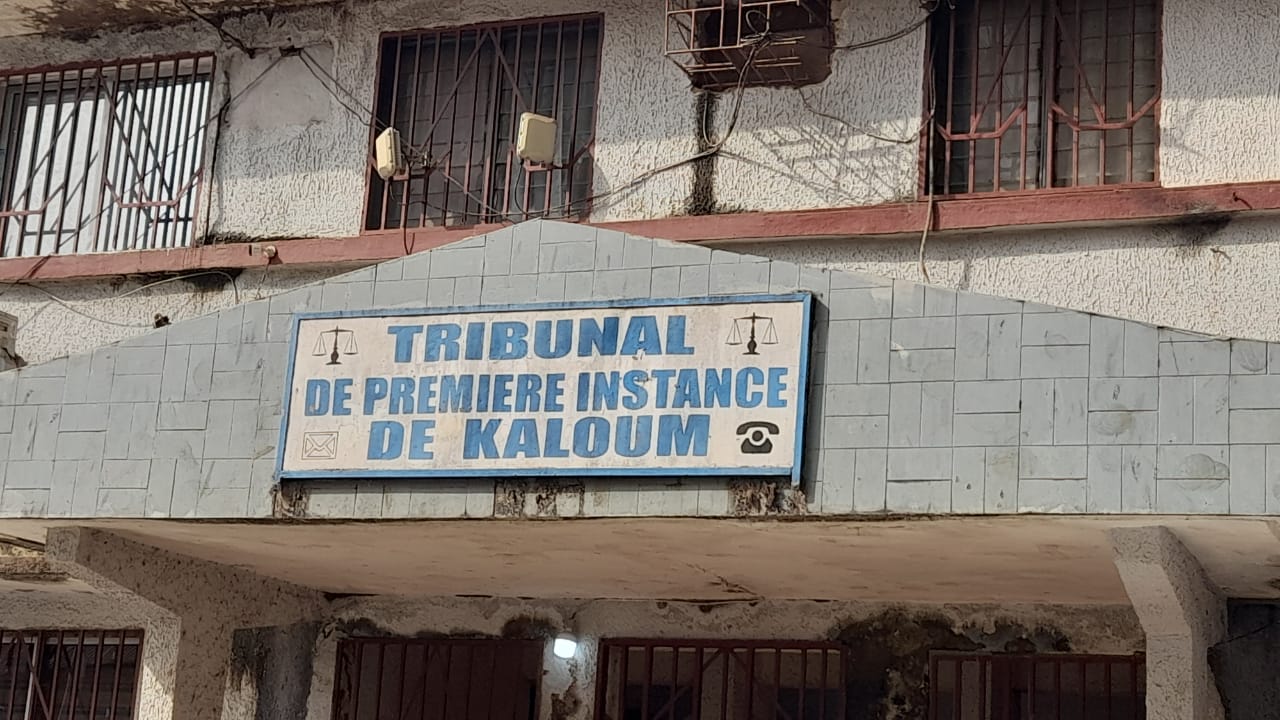 TRIBUNAL
DE PREMIERE INSTANCE
DE KALOUM